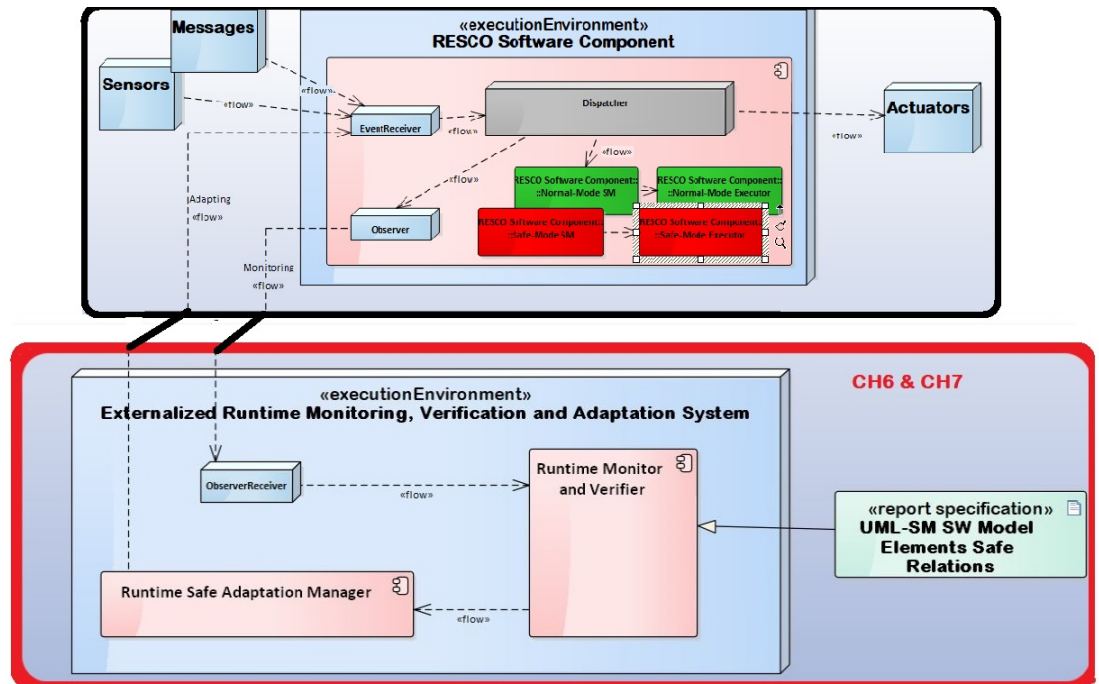 Messages
Sensors
«flow»
«flow»
«executionEnvironment»
RESCO Software Component
EventReceiver
«flow»
Dispatcher
«flow»
Actuators
«flow»
«flow»
RESCO Software Component::
::Normal-Mode SM
RESCO Software Component::
::Normal-Mode Executor
RESCO Software Component::
::Safe-Mode SM
RESCO Software Component::
::Safe-Mode Executor
Adapting
«flow»
Observer
Monitoring
«flow»
CH6 & CH7
«executionEnvironment»
Externalized Runtime Monitoring, Verification and Adaptation System
ObserverReceiver
«flow»
Runtime Monitor
and Verifier
«report specification»
UML-SM SW Model
Elements Safe
Relations
Runtime Safe Adaptation Manager
«flow»